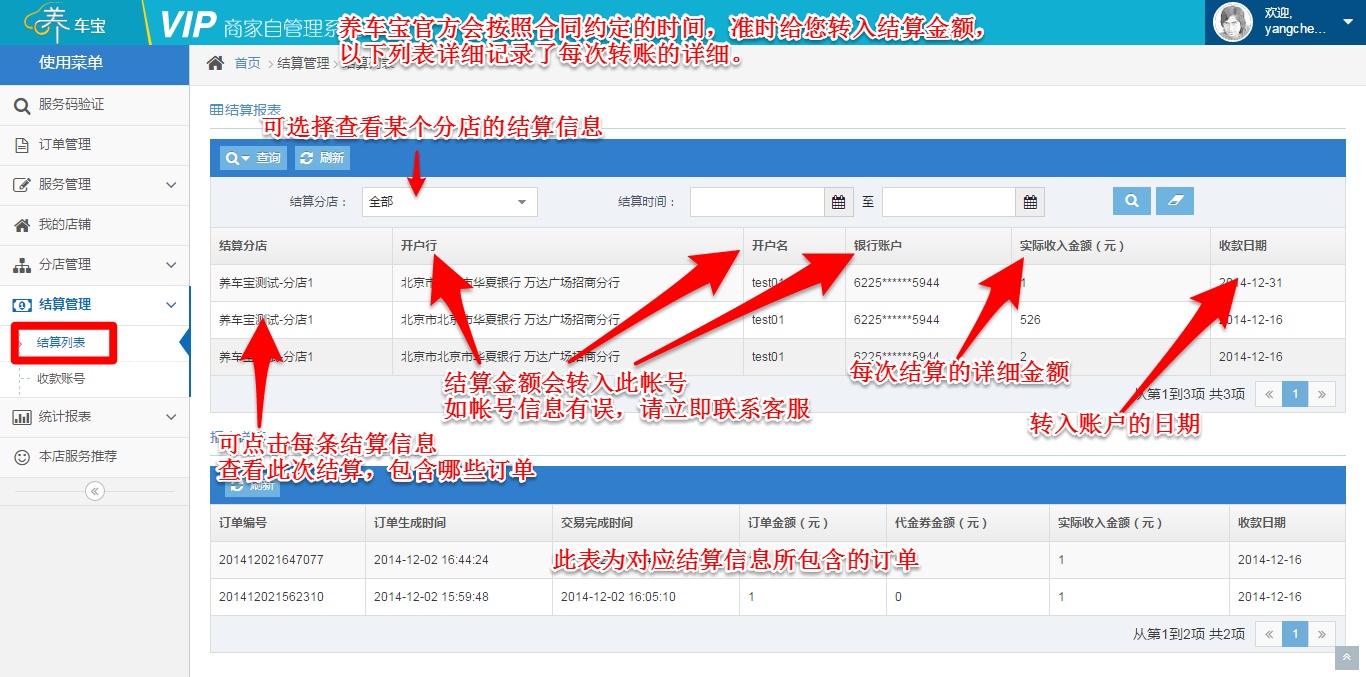 养车宝
VIP 商家自管理系
养车宝官方会按照合同约定的时间，准时给您转入结算金额，
以下列表详细记录了每次转账的详细。
欢迎,
yangche...
使用菜单
首页 > 结算管理 > 结算列表
服务码验证
订单管理
服务管理
我的店铺
分店管理
结算管理
结算列表
收款账号
统计报表
本店服务推荐
结算报表
可选择查看某个分店的结算信息
查询 刷新
结算分店： 全部 结算时间： 至
结算分店 开户行 开户名 银行账户 实际收入金额（元） 收款日期
养车宝测试-分店1 北京市 市华夏银行 万达广场招商分行 test01 6225******5944 1 2014-12-31
养车宝测试-分店1 北京市北 市华夏银行 万达广场招商分行 test01 6225******5944 526 2014-12-16
养车 试-分店1 北京市北京市华夏银行 万达广场招商分行 test01 6225******5944 2 2014-12-16
结算金额会转入此帐号
如帐号信息有误，请立即联系客服
每次结算的详细金额
转入账户的日期
从第1到3项 共3项 « 1 »
可点击每条结算信息
查看此次结算，包含哪些订单
刷新
订单编号 订单生成时间 交易完成时间 订单金额（元） 代金券金额（元） 实际收入金额（元） 收款日期
201412021647077 2014-12-02 16:44:24 1 2014-12-16
此表为对应结算信息所包含的订单
201412021562310 2014-12-02 15:59:48 2014-12-02 16:05:10 1 0 1 2014-12-16
从第1到2项 共2项 « 1 »